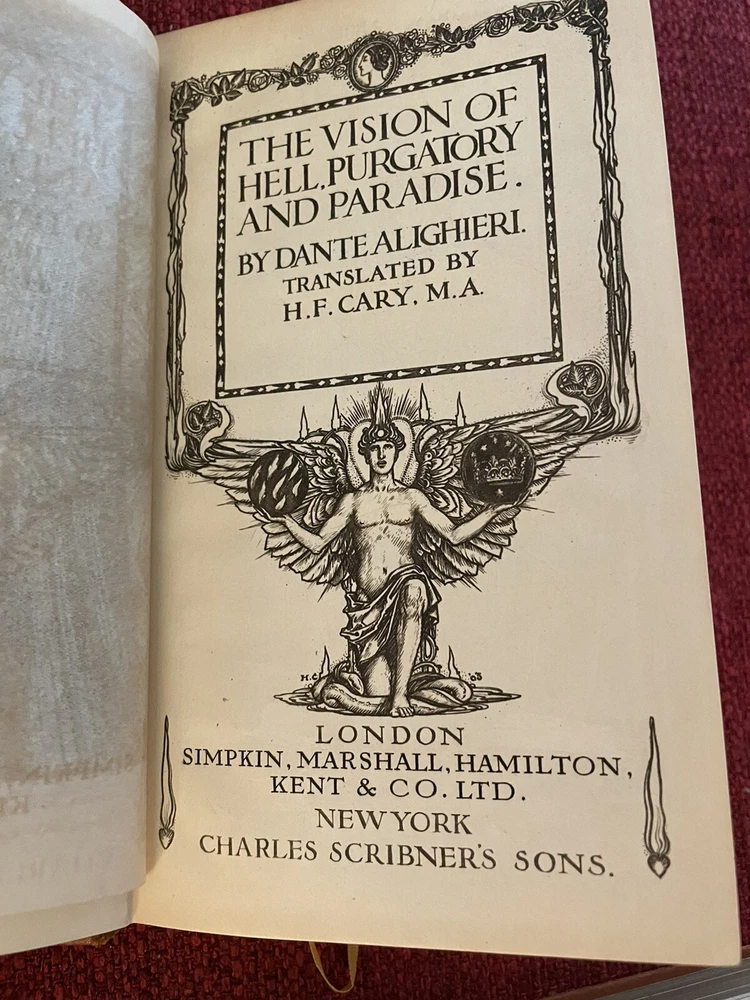 THE VISION OF
HELL, PURGATORY
AND PARADISE.
BY DANTE ALIGHIERI.
TRANSLATED BY
H. F. CARY, M.A.
LONDON
SIMPKIN, MARSHALL, HAMILTON,
KENT & CO. LTD.
NEW YORK
CHARLES SCRIBNER'S SONS.